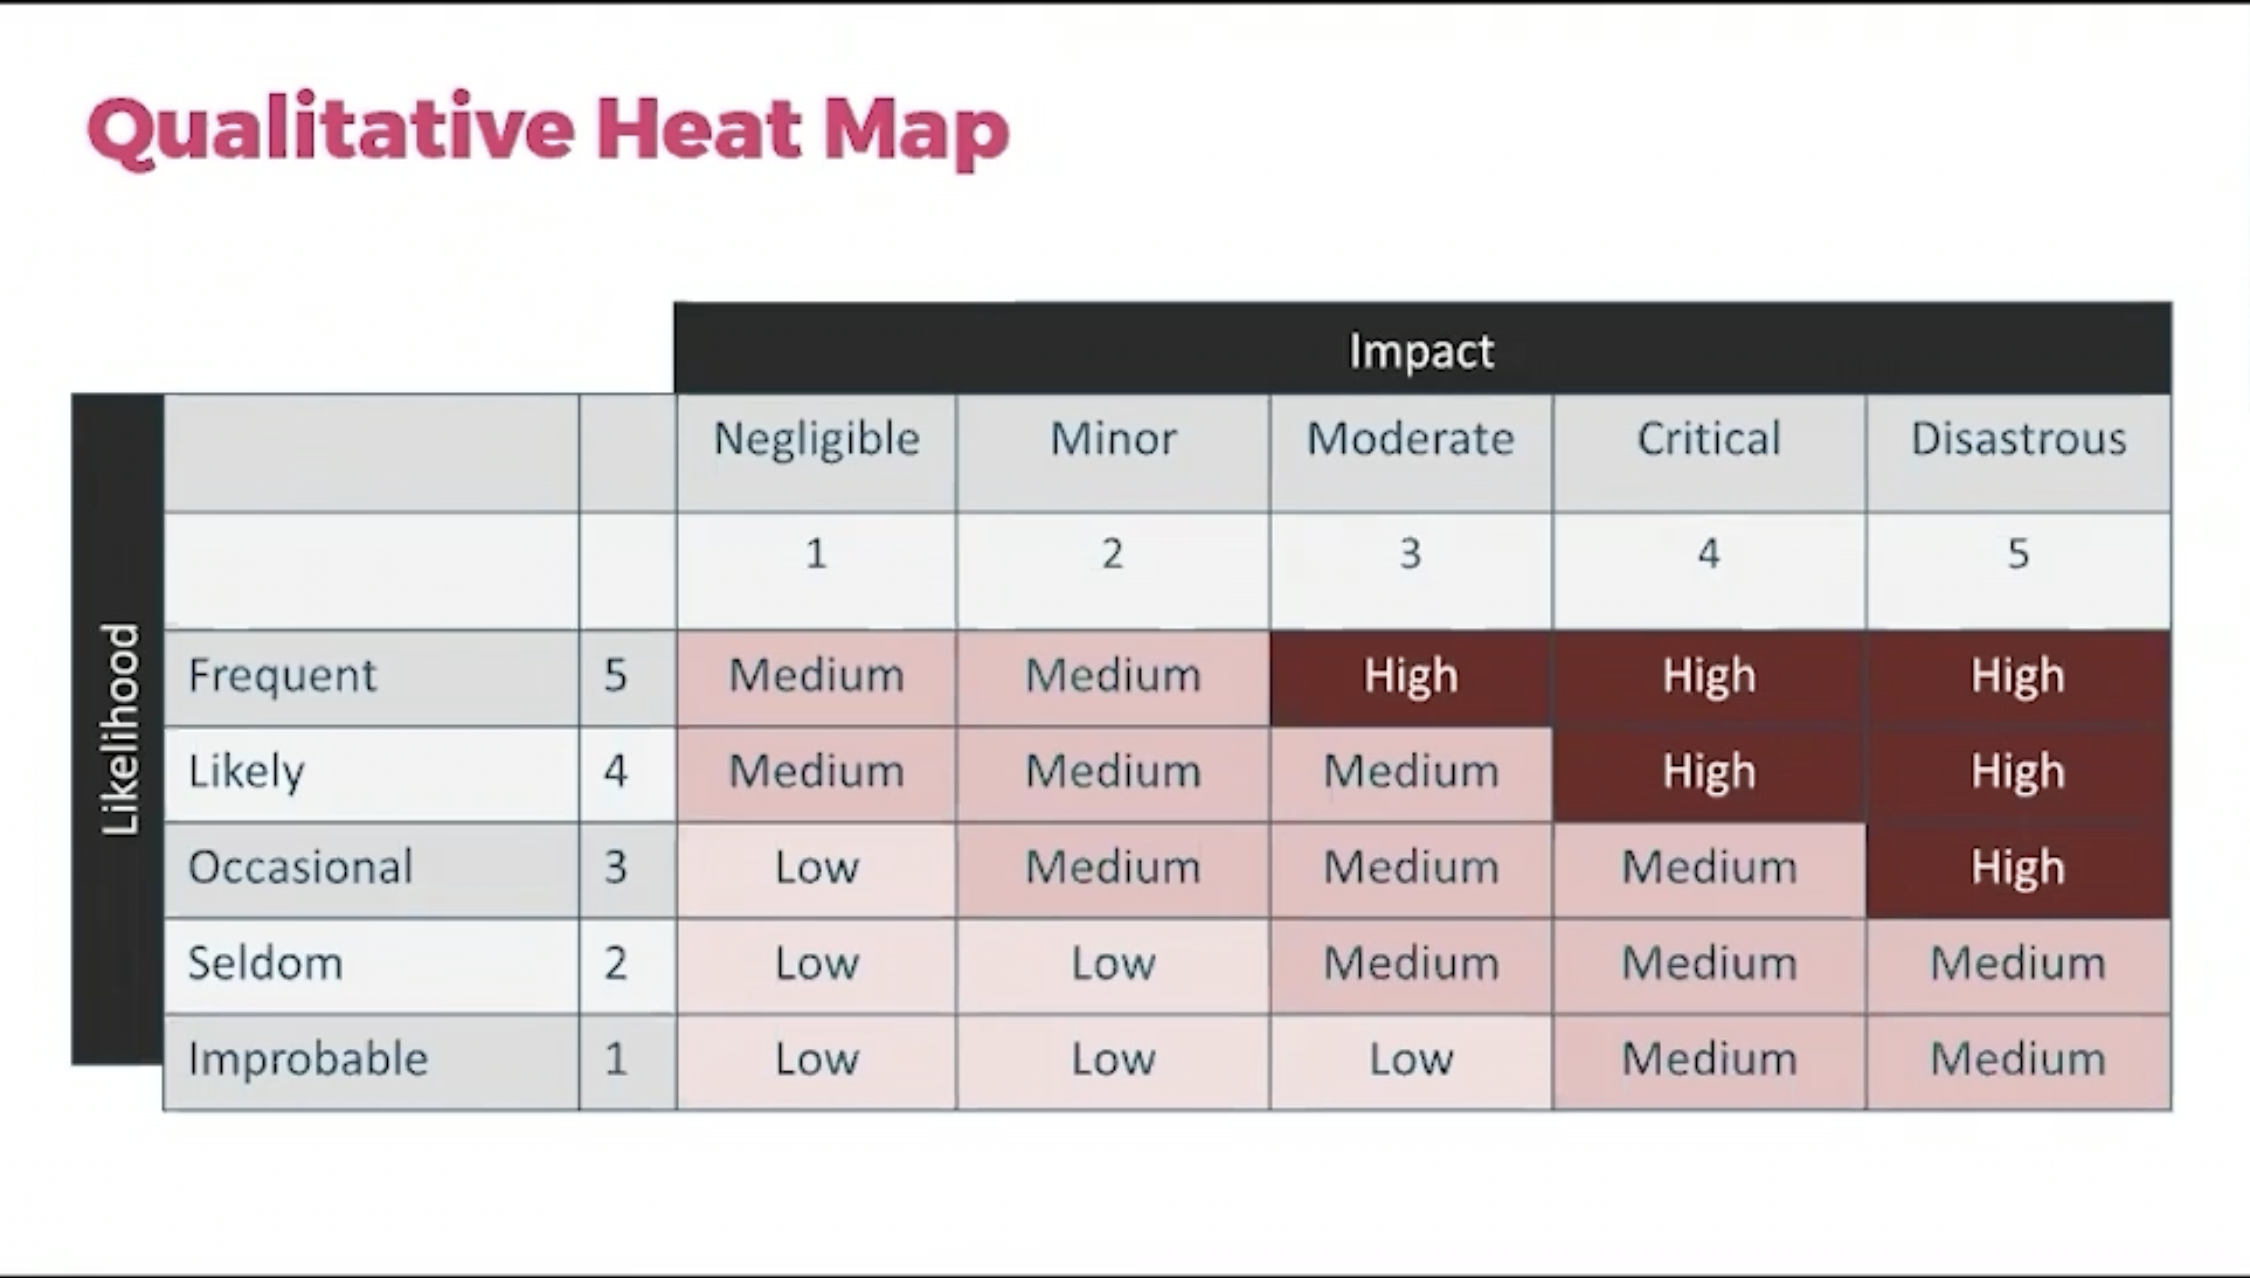 Qualitative Heat Map
Impact
Likelihood
Negligible Minor Moderate Critical Disastrous
1 2 3 4 5
Frequent 5 Medium Medium High High High
Likely 4 Medium Medium Medium High High
Occasional 3 Low Medium Medium Medium High
Seldom 2 Low Low Medium Medium Medium
Improbable 1 Low Low Low Medium Medium